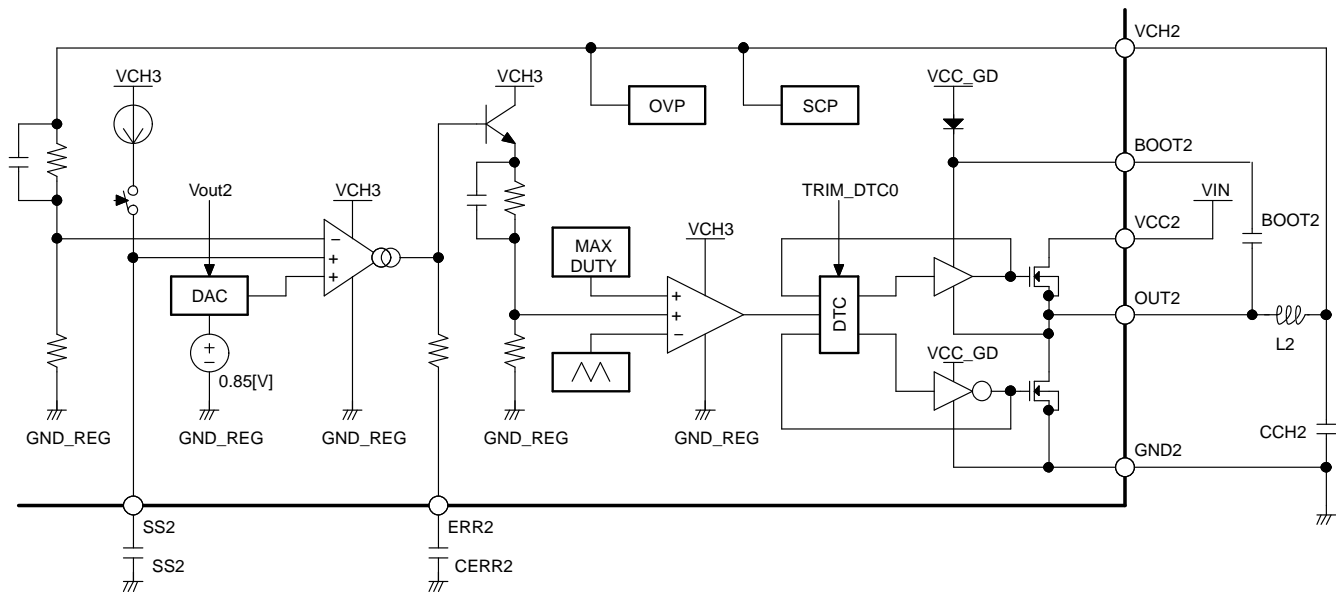 VCH2
VCH3
VCH3
VCC_GD
OVP
SCP
BOOT2
Vout2
VCH3
TRIM_DTC0
VIN
BOOT2
VCH3
MAX
DUTY
VCC2
−
+
+
DAC
+
+
−
DTC
OUT2
L2
+
−
0.85[V]
VCC_GD
GND_REG
GND_REG
GND_REG
GND_REG
GND_REG
CCH2
GND2
SS2
ERR2
SS2
CERR2